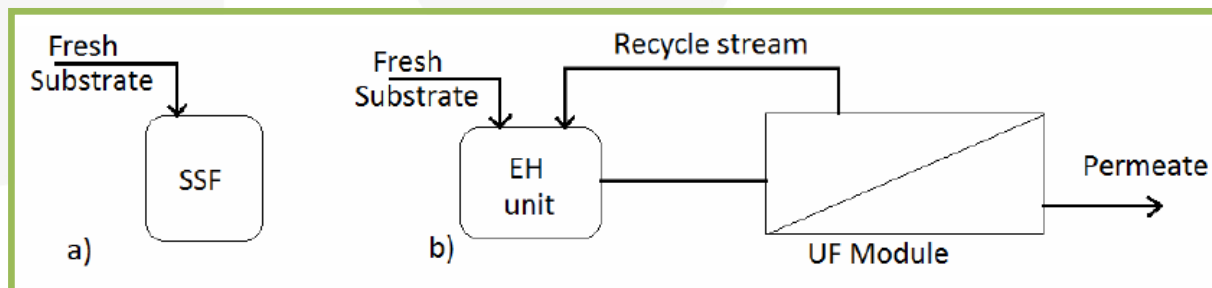 Fresh
Substrate
SSF
a)
Fresh
Substrate
Recycle stream
EH
unit
b)
UF Module
Permeate